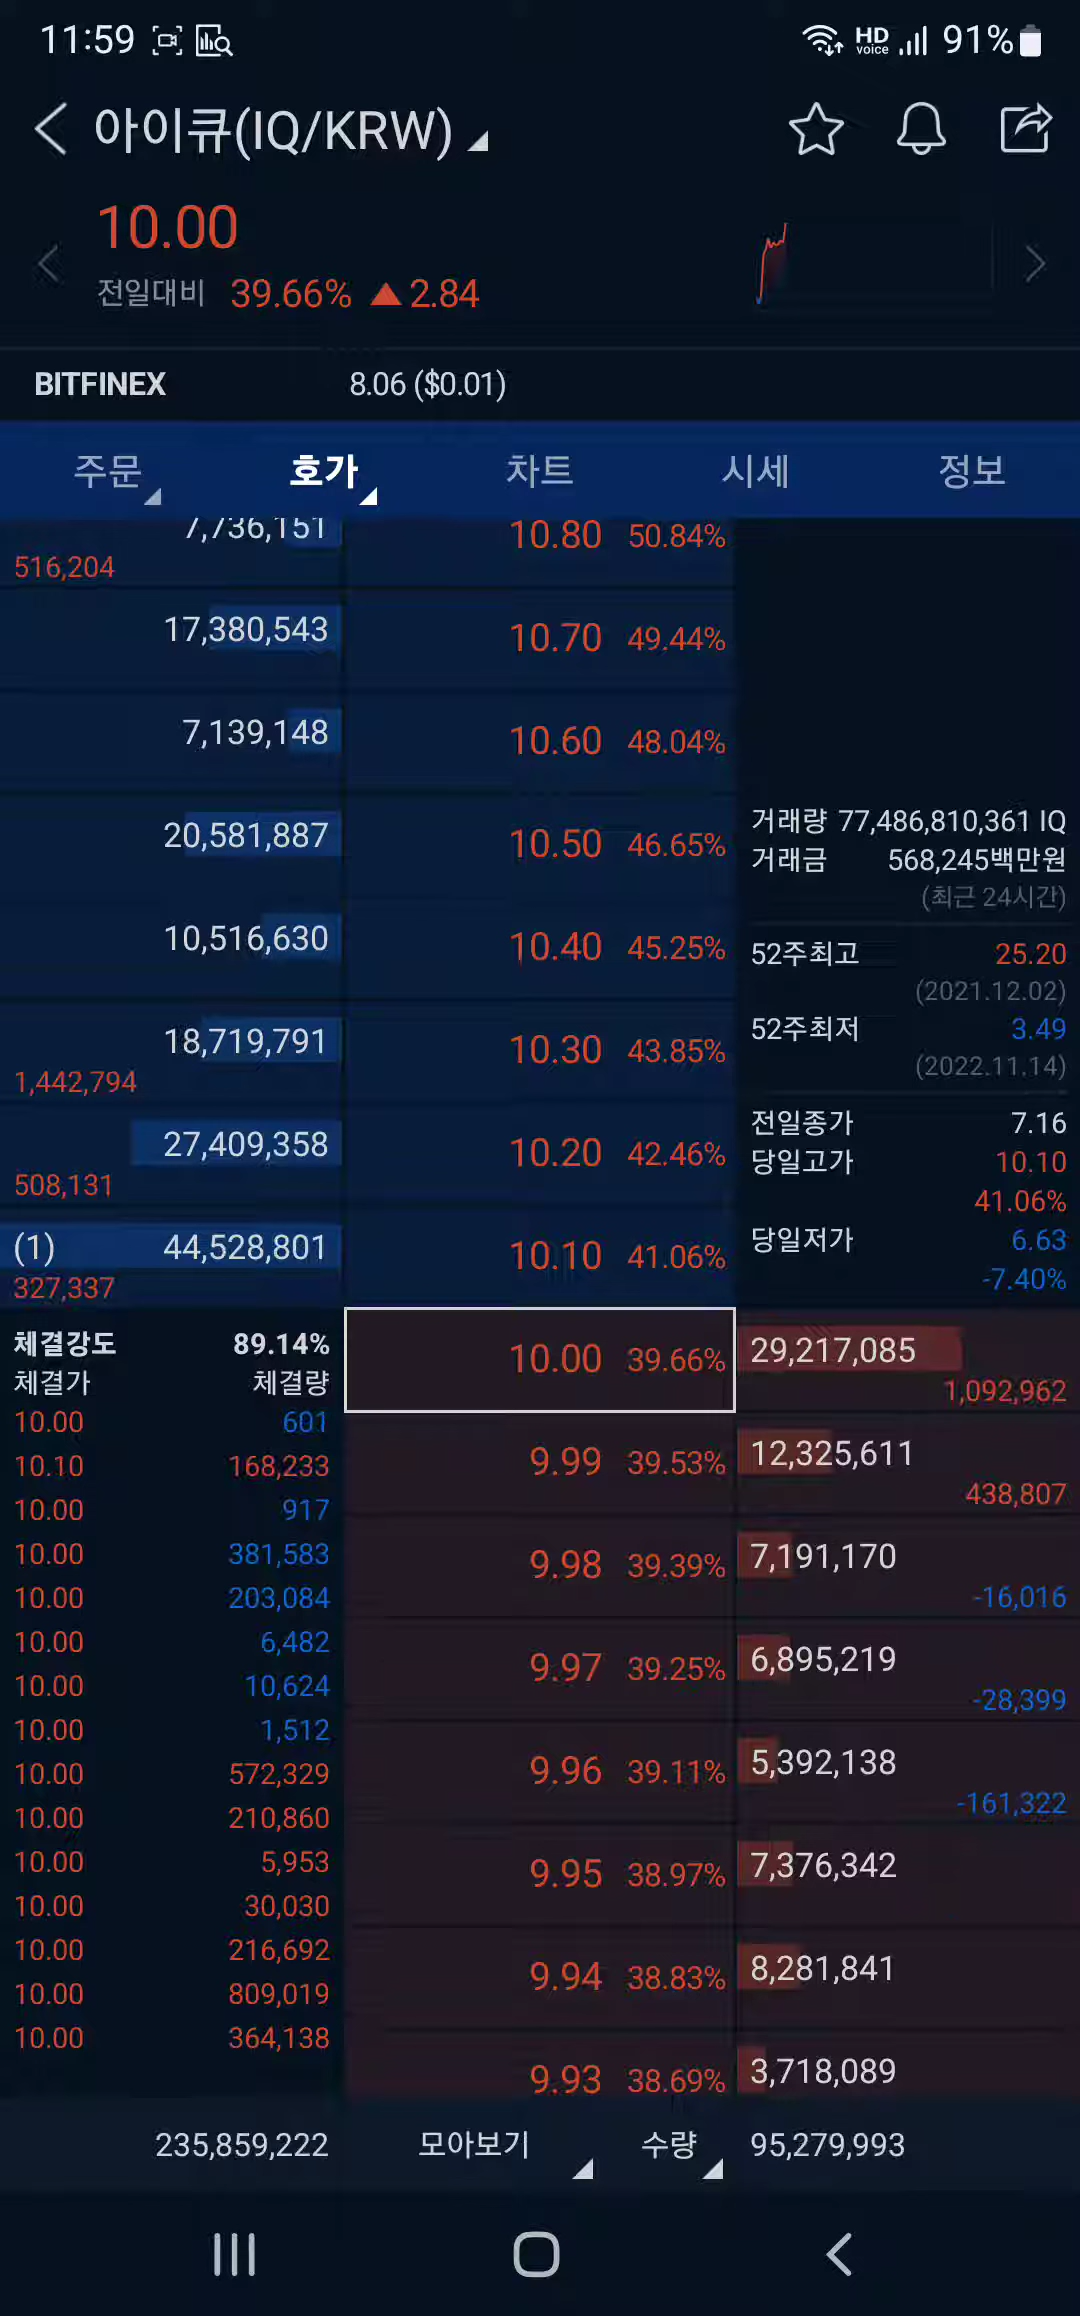 11:59 HD voice 91%
아이큐(IQ/KRW)
10.00
전일대비 39.66% ▲ 2.84
BITFINEX 8.06 ($0.01)
주문 호가 차트 시세 정보
7,736,151 10.80 50.84%
516,204
17,380,543 10.70 49.44%
7,139,148 10.60 48.04%
거래량 77,486,810,361 IQ
20,581,887 10.50 46.65%
거래금 568,245백만원
(최근 24시간)
10,516,630 10.40 45.25%
52주최고 25.20
(2021.12.02)
52주최저 3.49
18,719,791 10.30 43.85%
(2022.11.14)
1,442,794
전일종가 7.16
27,409,358 10.20 42.46%
당일고가 10.10
508,131
41.06%
당일저가 6.63
(1) 44,528,801 10.10 41.06%
-7.40%
327,337
체결강도 89.14%
10.00 39.66% 29,217,085
체결가 체결량
1,092,962
10.00 601
9.99 39.53% 12,325,611
10.10 168,233
438,807
10.00 917
10.00 381,583
9.98 39.39% 7,191,170
10.00 203,084
-16,016
10.00 6,482
9.97 39.25% 6,895,219
10.00 10,624
-28,399
10.00 1,512
10.00 572,329
9.96 39.11% 5,392,138
10.00 210,860
-161,322
10.00 5,953
9.95 38.97% 7,376,342
10.00 30,030
10.00 216,692
9.94 38.83% 8,281,841
10.00 809,019
10.00 364,138
9.93 38.69% 3,718,089
235,859,222 모아보기 수량 95,279,993